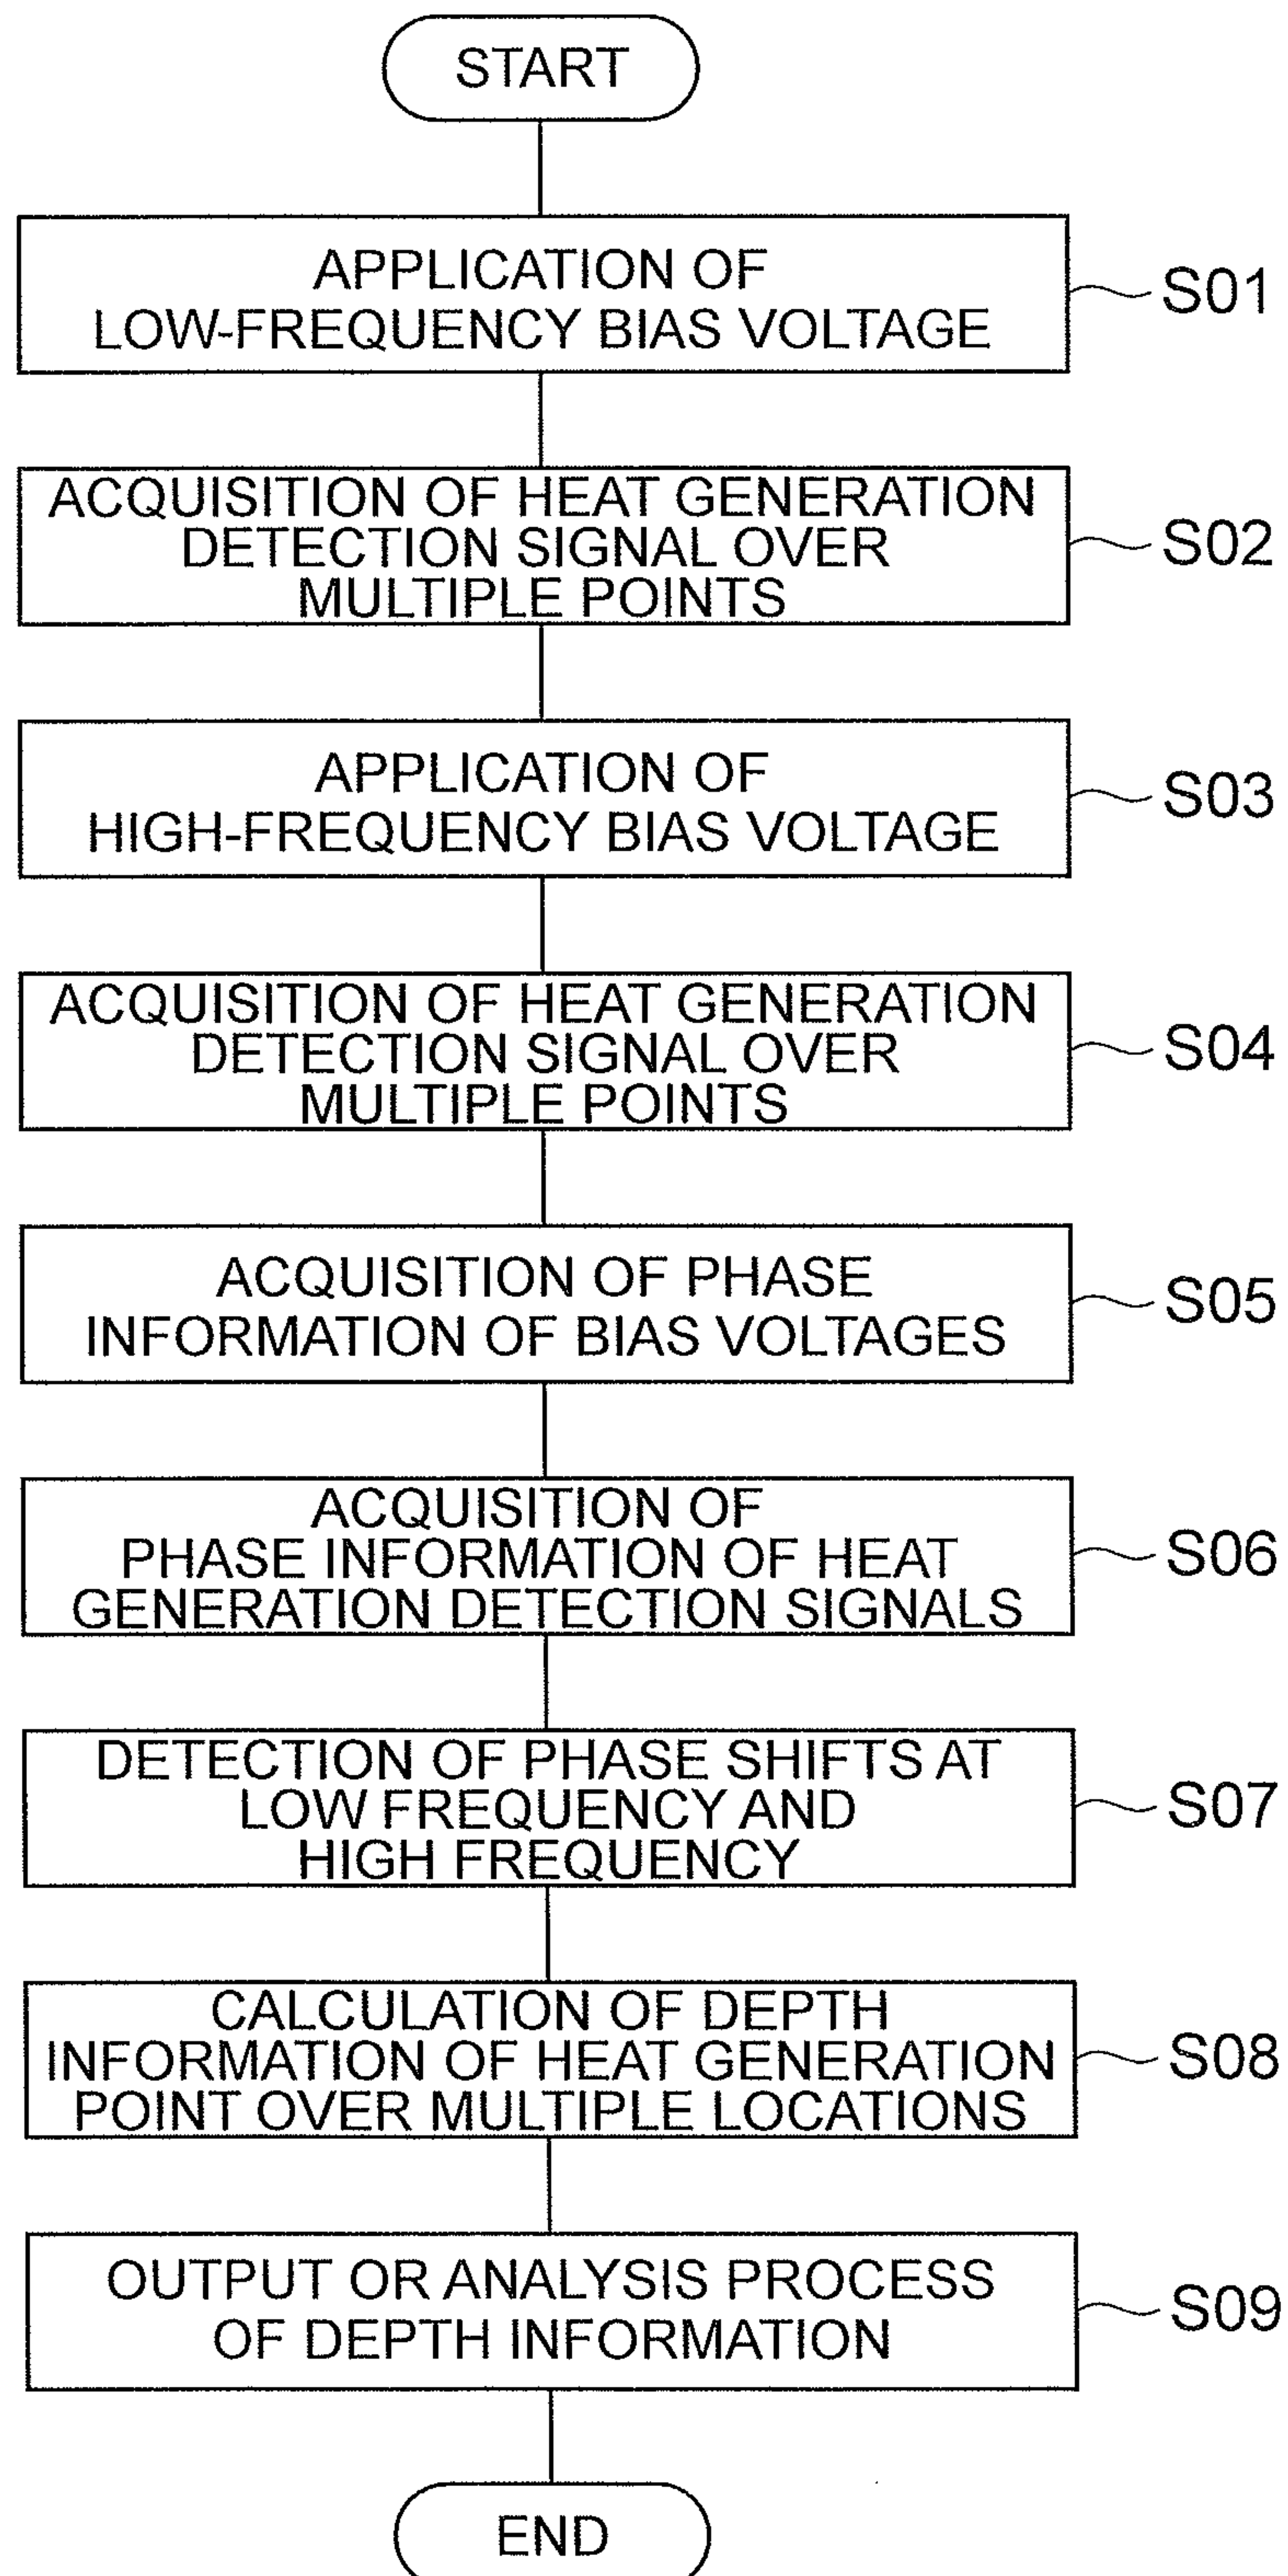 START
APPLICATION OF
LOW-FREQUENCY BIAS VOLTAGE
S01
ACQUISITION OF HEAT GENERATION
DETECTION SIGNAL OVER
MULTIPLE POINTS
S02
APPLICATION OF
HIGH-FREQUENCY BIAS VOLTAGE
S03
ACQUISITION OF HEAT GENERATION
DETECTION SIGNAL OVER
MULTIPLE POINTS
S04
ACQUISITION OF PHASE
INFORMATION OF BIAS VOLTAGES
S05
ACQUISITION OF
PHASE INFORMATION OF HEAT
GENERATION DETECTION SIGNALS
S06
DETECTION OF PHASE SHIFTS AT
LOW FREQUENCY AND
HIGH FREQUENCY
S07
CALCULATION OF DEPTH
INFORMATION OF HEAT GENERATION
POINT OVER MULTIPLE LOCATIONS
S08
OUTPUT OR ANALYSIS PROCESS
OF DEPTH INFORMATION
S09
END